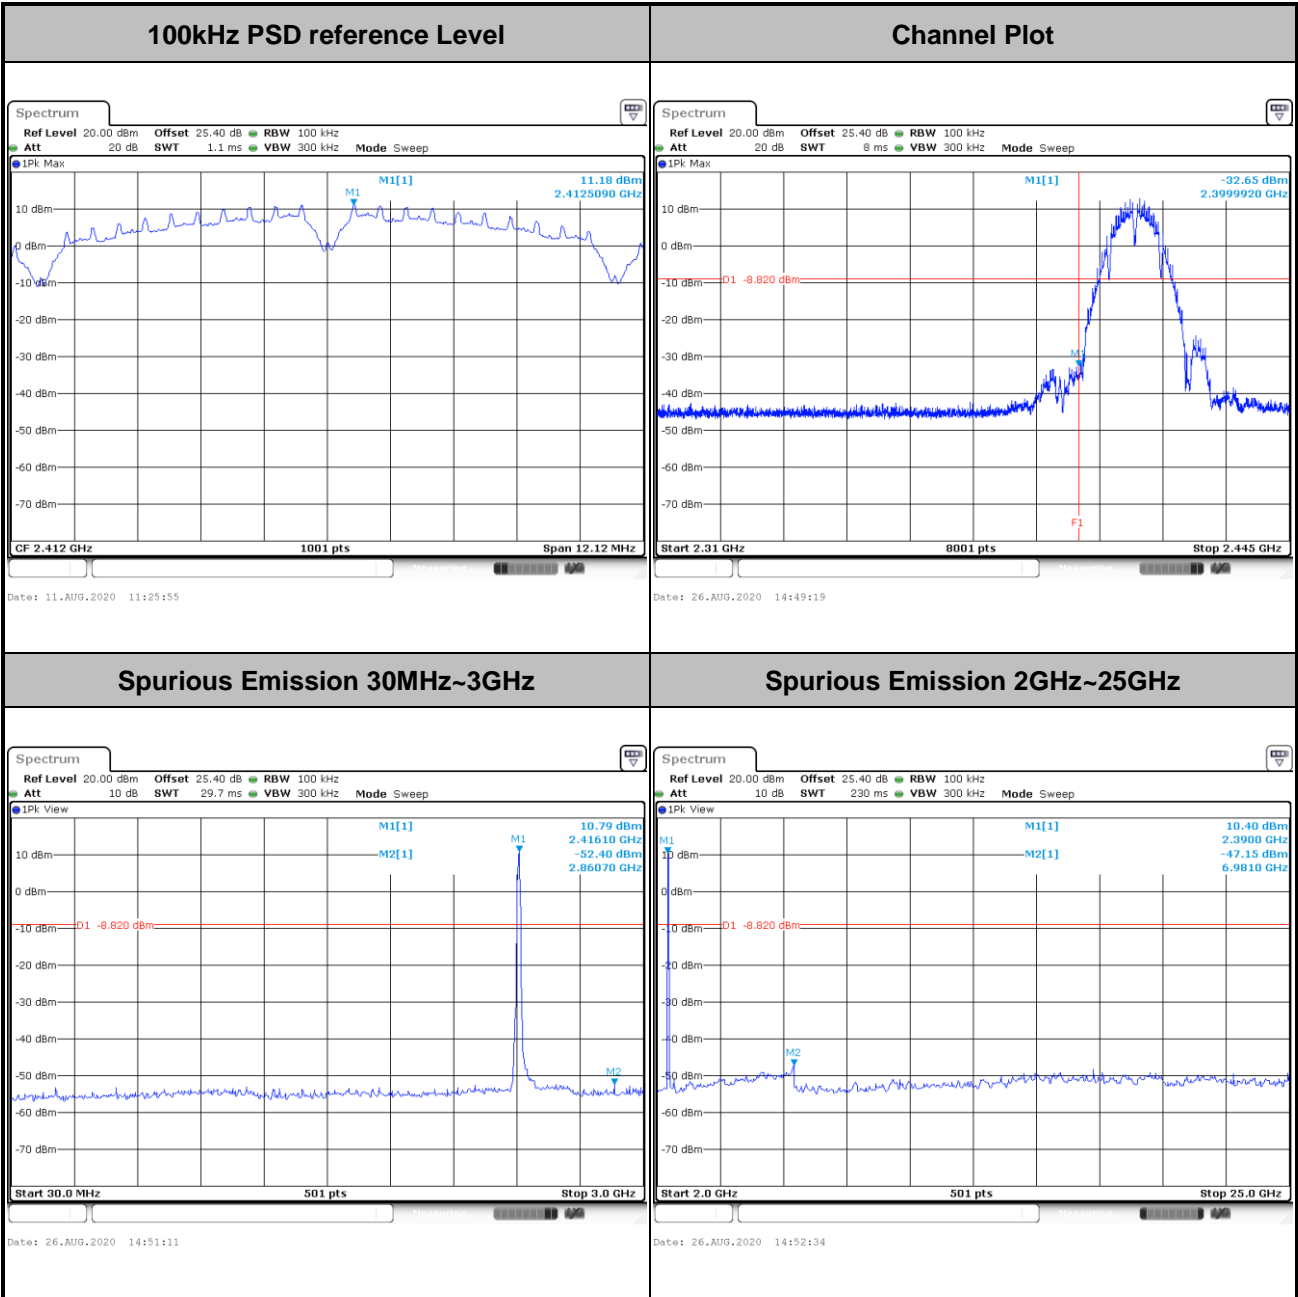 100kHz PSD reference Level
Spectrum
Ref Level 20.00 dBm Offset 25.40 dB RBW 100 kHz
Att 20 dB SWT 1.1 ms VBW 300 kHz Mode Sweep
1Pk Max
M1[1] 11.18 dBm
2.4125090 GHz
M1
10 dBm
0 dBm
-10 dBm
-20 dBm
-30 dBm
-40 dBm
-50 dBm
-60 dBm
-70 dBm
CF 2.412 GHz 1001 pts Span 12.12 MHz
Measuring...
Date: 11.AUG.2020 11:25:55
Channel Plot
Spectrum
Ref Level 20.00 dBm Offset 25.40 dB RBW 100 kHz
Att 20 dB SWT 8 ms VBW 300 kHz Mode Sweep
1Pk Max
M1[1] -32.65 dBm
2.3999920 GHz
10 dBm
0 dBm
D1 -8.820 dBm
-10 dBm
-20 dBm
-30 dBm
M1
-40 dBm
-50 dBm
-60 dBm
-70 dBm
F1
Start 2.31 GHz 8001 pts Stop 2.445 GHz
Date: 26.AUG.2020 14:49:19
Spurious Emission 30MHz~3GHz
Spectrum
Ref Level 20.00 dBm Offset 25.40 dB RBW 100 kHz
Att 10 dB SWT 29.7 ms VBW 300 kHz Mode Sweep
1Pk View
M1[1] 10.79 dBm
2.41610 GHz
M2[1] -52.40 dBm
2.86070 GHz
M1
10 dBm
0 dBm
D1 -8.820 dBm
-10 dBm
-20 dBm
-30 dBm
-40 dBm
-50 dBm
M2
-60 dBm
-70 dBm
Start 30.0 MHz 501 pts Stop 3.0 GHz
Measuring...
Date: 26.AUG.2020 14:51:11
Spurious Emission 2GHz~25GHz
Spectrum
Ref Level 20.00 dBm Offset 25.40 dB RBW 100 kHz
Att 10 dB SWT 230 ms VBW 300 kHz Mode Sweep
1Pk View
M1[1] 10.40 dBm
2.3900 GHz
M2[1] -47.15 dBm
6.9810 GHz
M1
10 dBm
0 dBm
D1 -8.820 dBm
-10 dBm
-20 dBm
-30 dBm
-40 dBm
M2
-50 dBm
-60 dBm
-70 dBm
Start 2.0 GHz 501 pts Stop 25.0 GHz
Date: 26.AUG.2020 14:52:34